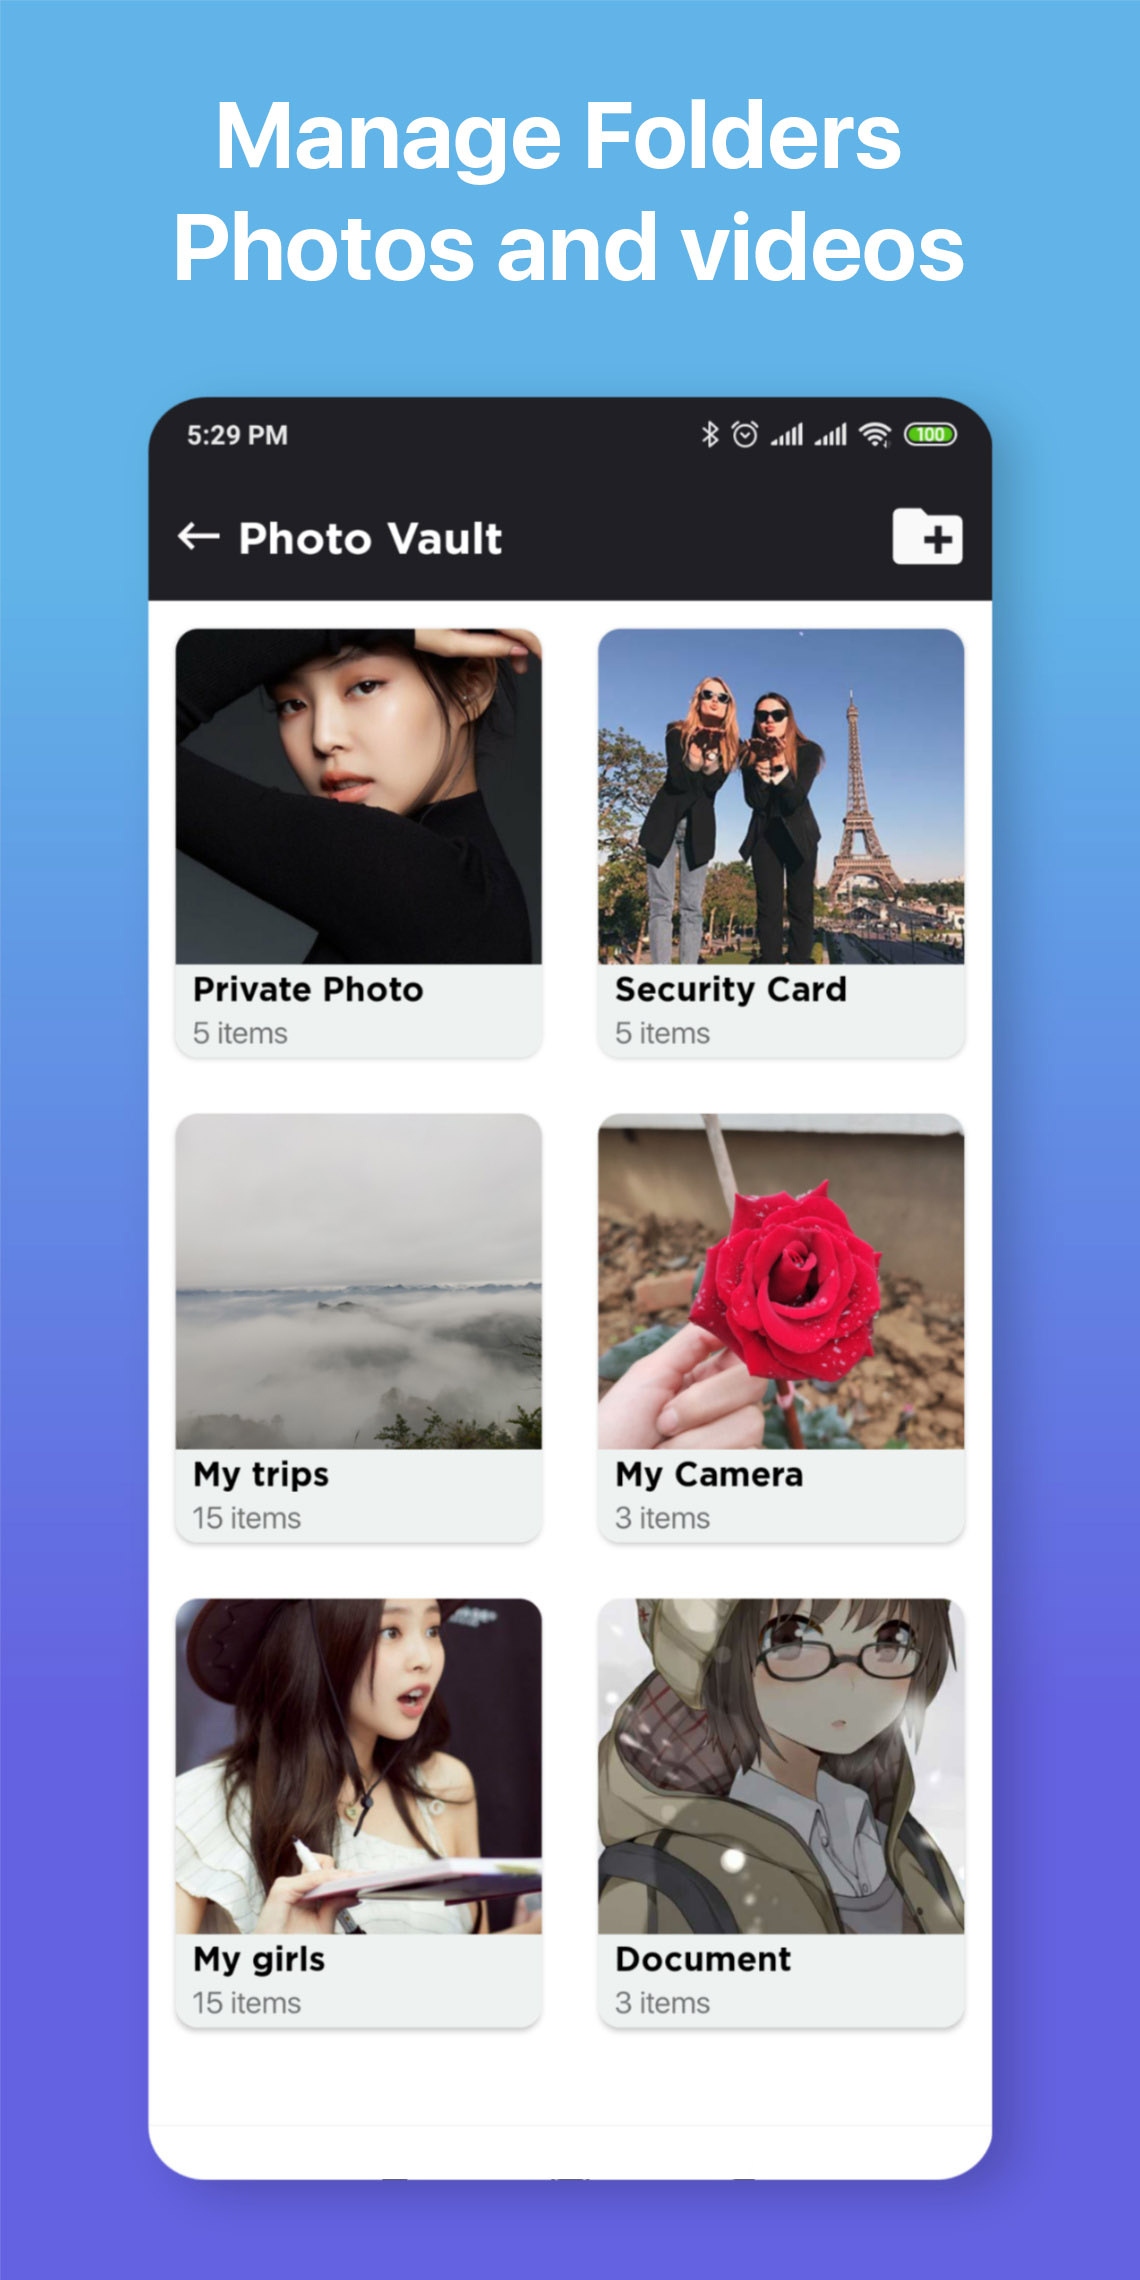 Manage Folders
Photos and videos
5:29 PM
100
Photo Vault
Private Photo
5 items
Security Card
5 items
My trips
15 items
My Camera
3 items
My girls
15 items
Document
3 items